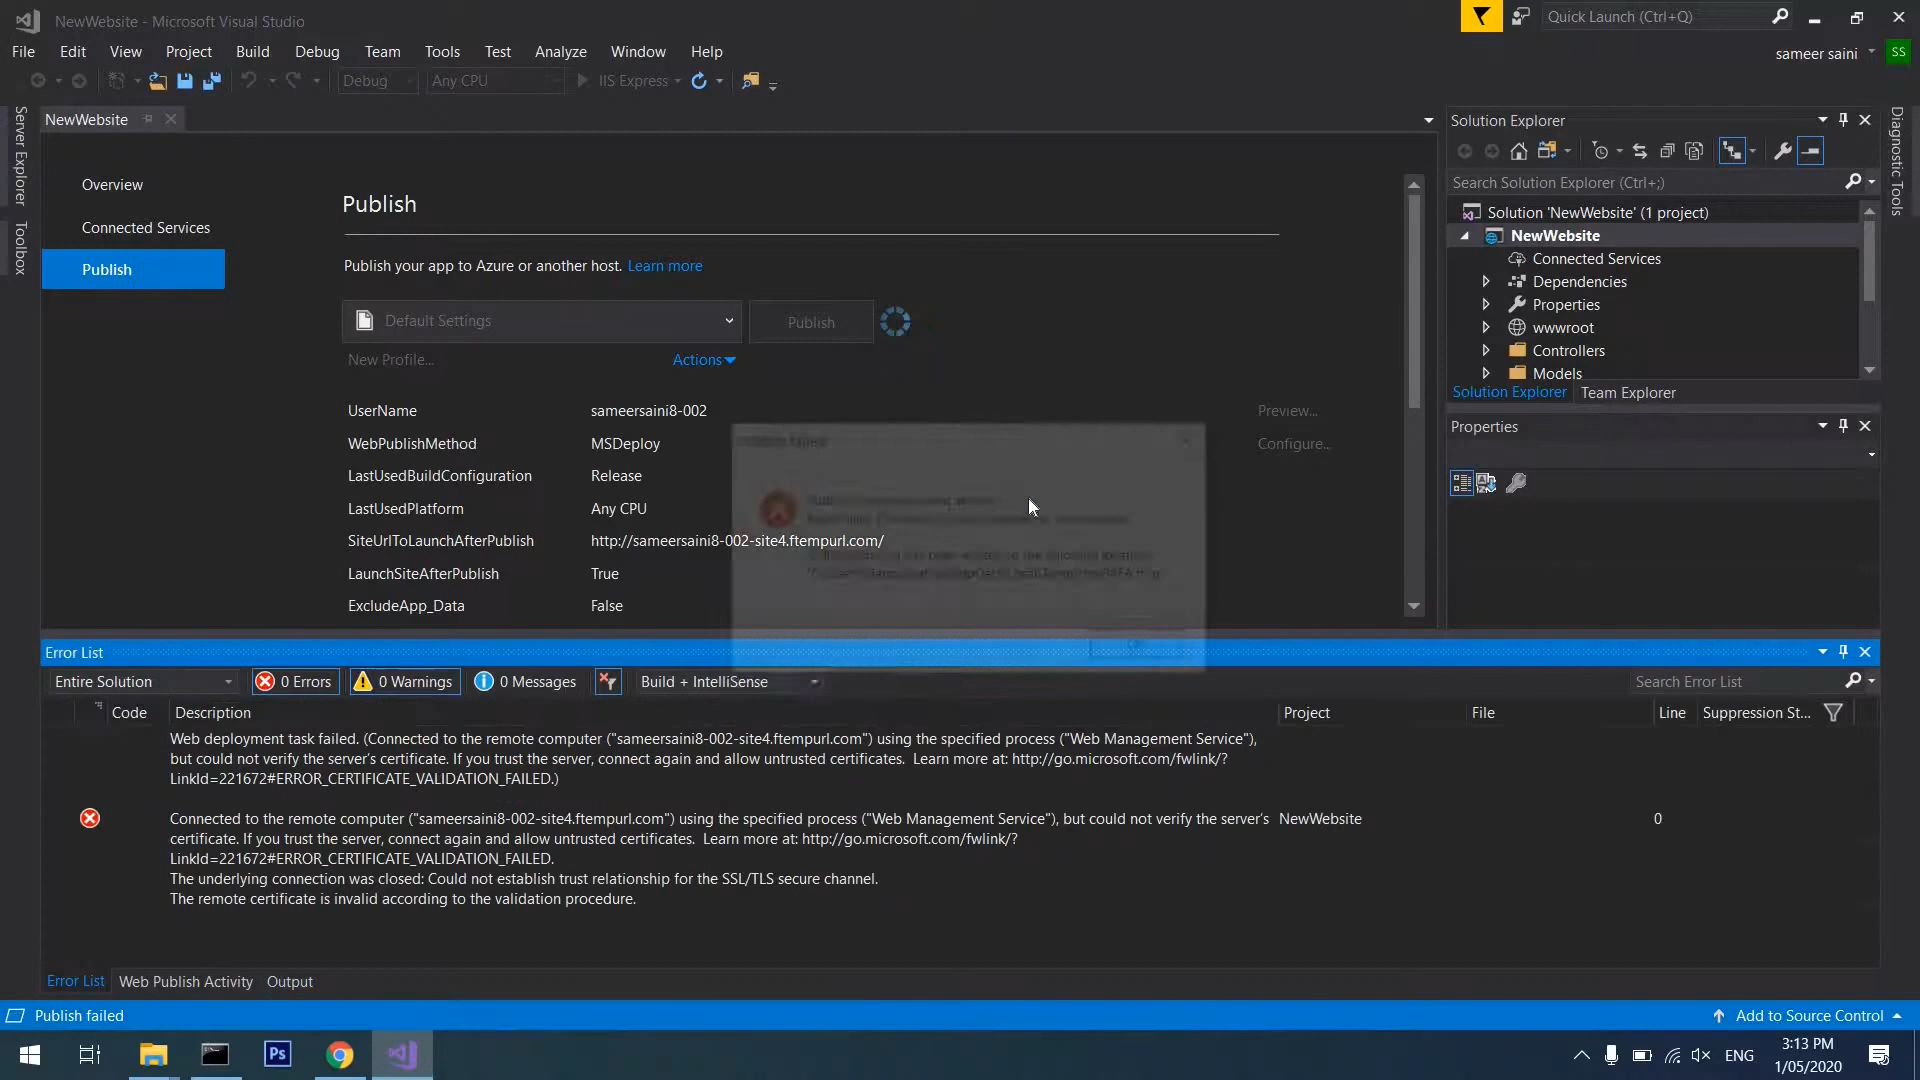 NewWebsite - Microsoft Visual Studio
Quick Launch (Ctrl+Q)
File Edit View Project Build Debug Team Tools Test Analyze Window Help
sameer saini SS
Debug Any CPU IIS Express
Server Explorer
Toolbox
NewWebsite
Overview
Connected Services
Publish
Publish
Publish your app to Azure or another host. Learn more
Default Settings
Publish
New Profile...
Actions
UserName sameersaini8-002
Preview...
WebPublishMethod MSDeploy
Configure...
LastUsedBuildConfiguration Release
LastUsedPlatform Any CPU
SiteUrlToLaunchAfterPublish http://sameersaini8-002-site4.ftempurl.com/
LaunchSiteAfterPublish True
ExcludeApp_Data False
Solution Explorer
Search Solution Explorer (Ctrl+;)
Solution 'NewWebsite' (1 project)
NewWebsite
Connected Services
Dependencies
Properties
wwwroot
Controllers
Models
Solution Explorer Team Explorer
Properties
Diagnostic Tools
Error List
Entire Solution 0 Errors 0 Warnings 0 Messages Build + IntelliSense Search Error List
Code Description Project File Line Suppression St...
Web deployment task failed. (Connected to the remote computer ("sameersaini8-002-site4.ftempurl.com") using the specified process ("Web Management Service"),
but could not verify the server's certificate. If you trust the server, connect again and allow untrusted certificates.  Learn more at: http://go.microsoft.com/fwlink/?
LinkId=221672#ERROR_CERTIFICATE_VALIDATION_FAILED.)
Connected to the remote computer ("sameersaini8-002-site4.ftempurl.com") using the specified process ("Web Management Service"), but could not verify the server's NewWebsite 0
certificate. If you trust the server, connect again and allow untrusted certificates.  Learn more at: http://go.microsoft.com/fwlink/?
LinkId=221672#ERROR_CERTIFICATE_VALIDATION_FAILED.
The underlying connection was closed: Could not establish trust relationship for the SSL/TLS secure channel.
The remote certificate is invalid according to the validation procedure.
Error List Web Publish Activity Output
Publish failed
Add to Source Control
Ps
ENG
3:13 PM
1/05/2020